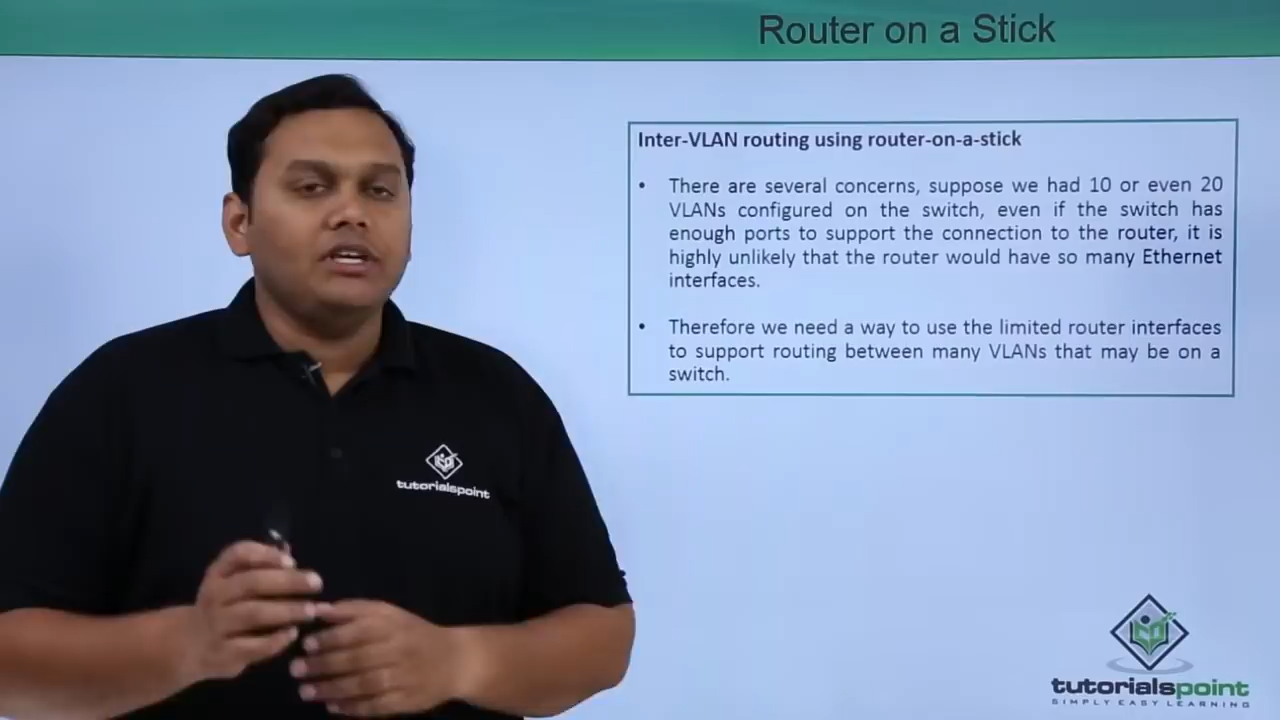 Router on a Stick
Inter-VLAN routing using router-on-a-stick
• There are several concerns, suppose we had 10 or even 20
VLANs configured on the switch, even if the switch has
enough ports to support the connection to the router, it is
highly unlikely that the router would have so many Ethernet
interfaces.
• Therefore we need a way to use the limited router interfaces
to support routing between many VLANs that may be on a
switch.
tutorialspoint
tutorialspoint
SIMPLY EASY LEARNING